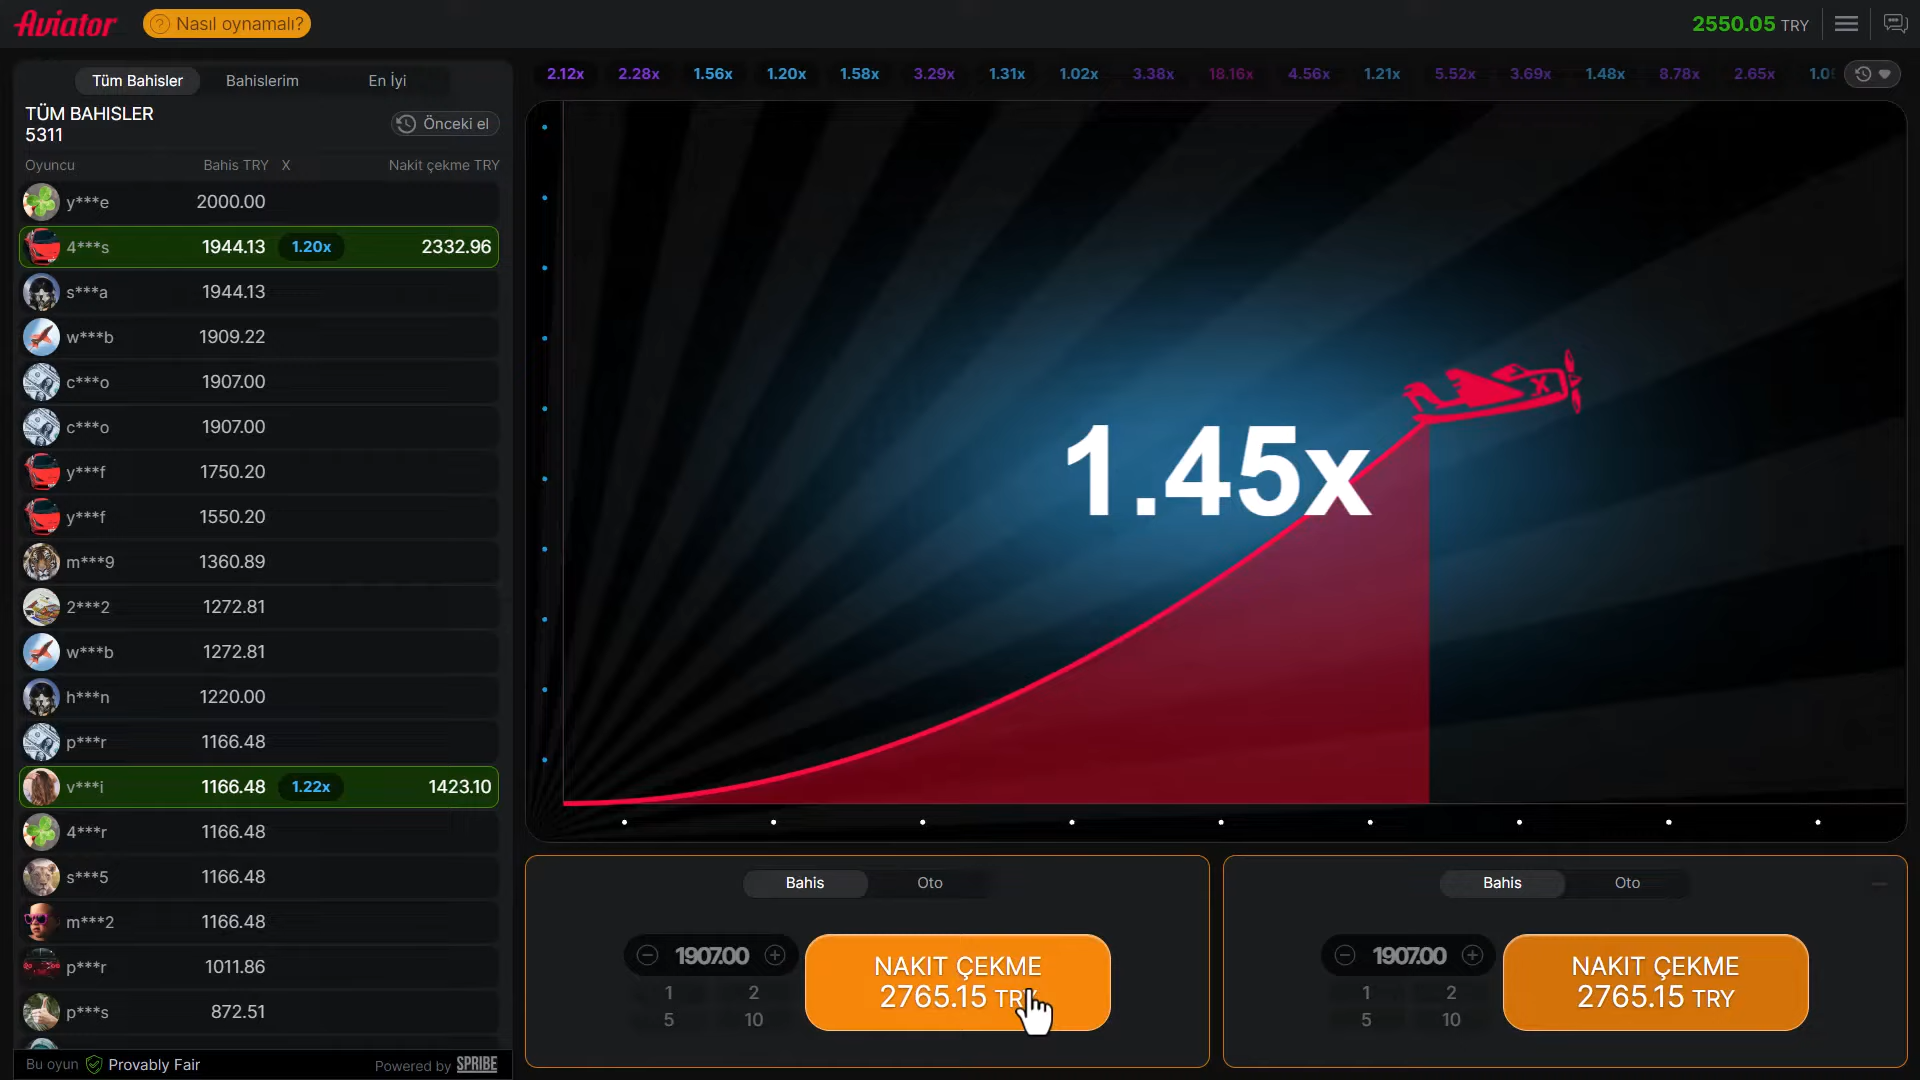 Aviator
Nasıl oynamalı?
2550.05 TRY
Tüm Bahisler
Bahislerim
En İyi
2.12x 2.28x 1.56x 1.20x 1.58x 3.29x 1.31x 1.02x 3.38x 18.16x 4.56x 1.21x 5.52x 3.69x 1.48x 8.78x 2.65x
TÜM BAHISLER
5311
Önceki el
Oyuncu Bahis TRY X Nakit çekme TRY
y***e 2000.00
4***s 1944.13 1.20x 2332.96
s***a 1944.13
w***b 1909.22
c***o 1907.00
c***o 1907.00
y***f 1750.20
y***f 1550.20
m***9 1360.89
2***2 1272.81
w***b 1272.81
h***n 1220.00
p***r 1166.48
v***i 1166.48 1.22x 1423.10
4***r 1166.48
s***5 1166.48
m***2 1166.48
p***r 1011.86
p***s 872.51
Bu oyun Provably Fair
Powered by SPRIBE
1.45x
Bahis Oto
1907.00
1 2
5 10
NAKIT ÇEKME
2765.15 TRY
Bahis Oto
1907.00
1 2
5 10
NAKIT ÇEKME
2765.15 TRY